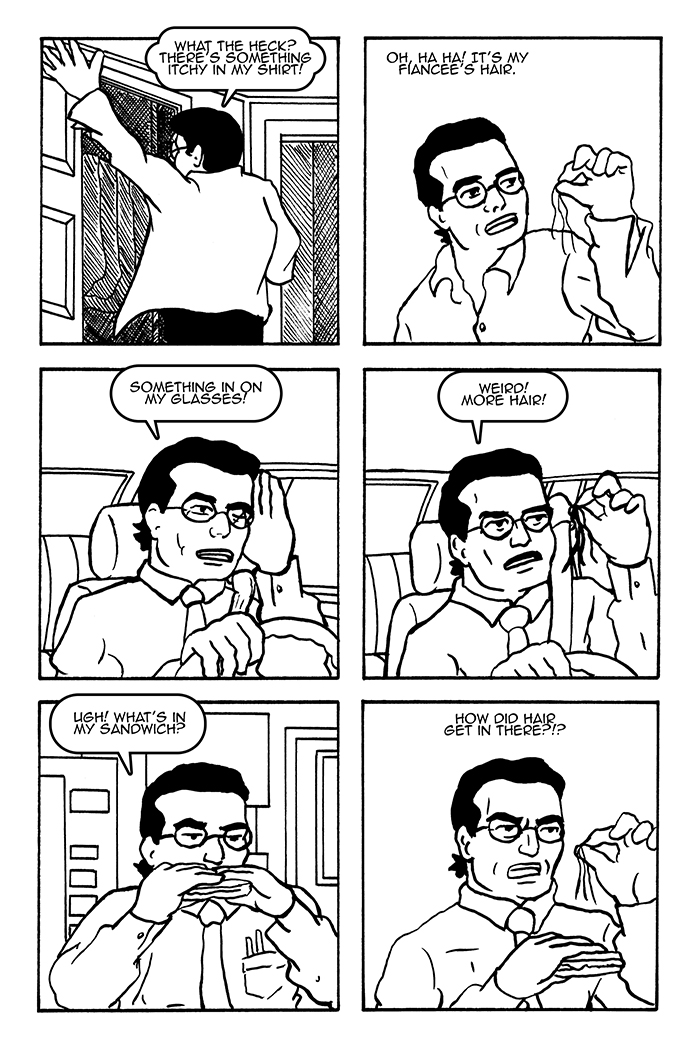 WHAT THE HECK?
THERE'S SOMETHING
ITCHY IN MY SHIRT!
OH, HA HA! IT'S MY
FIANCEE'S HAIR.
SOMETHING IN ON
MY GLASSES!
WEIRD!
MORE HAIR!
UGH! WHAT'S IN
MY SANDWICH?
HOW DID HAIR
GET IN THERE?!?